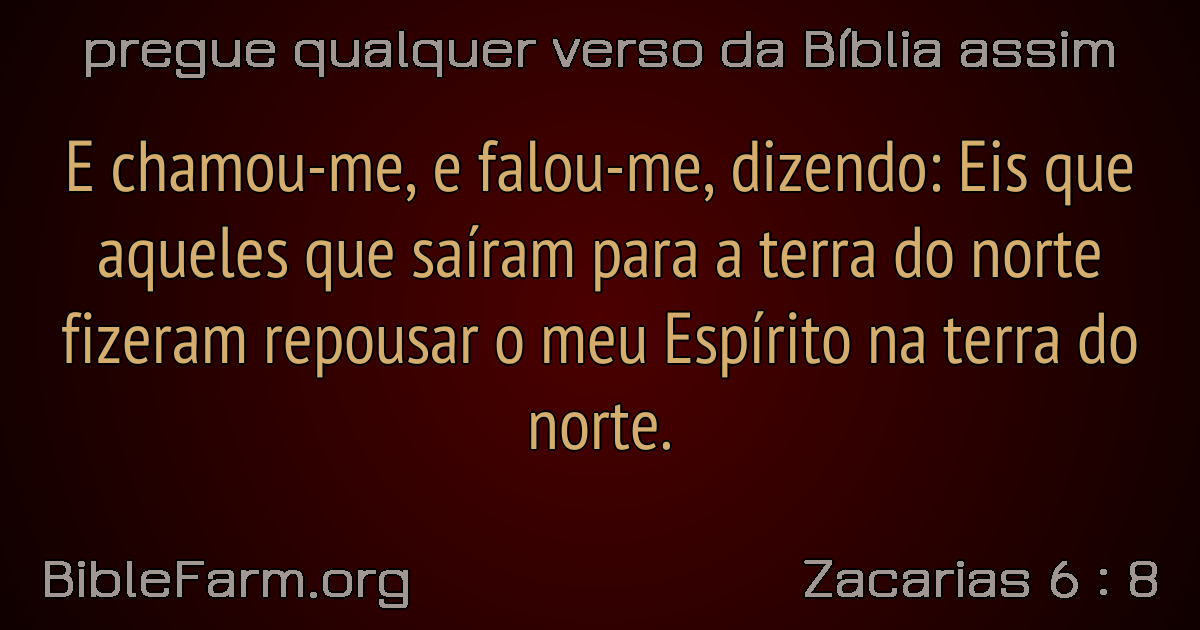 pregue qualquer verso da Bíblia assim
E chamou-me, e falou-me, dizendo: Eis que
aqueles que saíram para a terra do norte
fizeram repousar o meu Espírito na terra do
norte.
BibleFarm.org
Zacarias 6 : 8